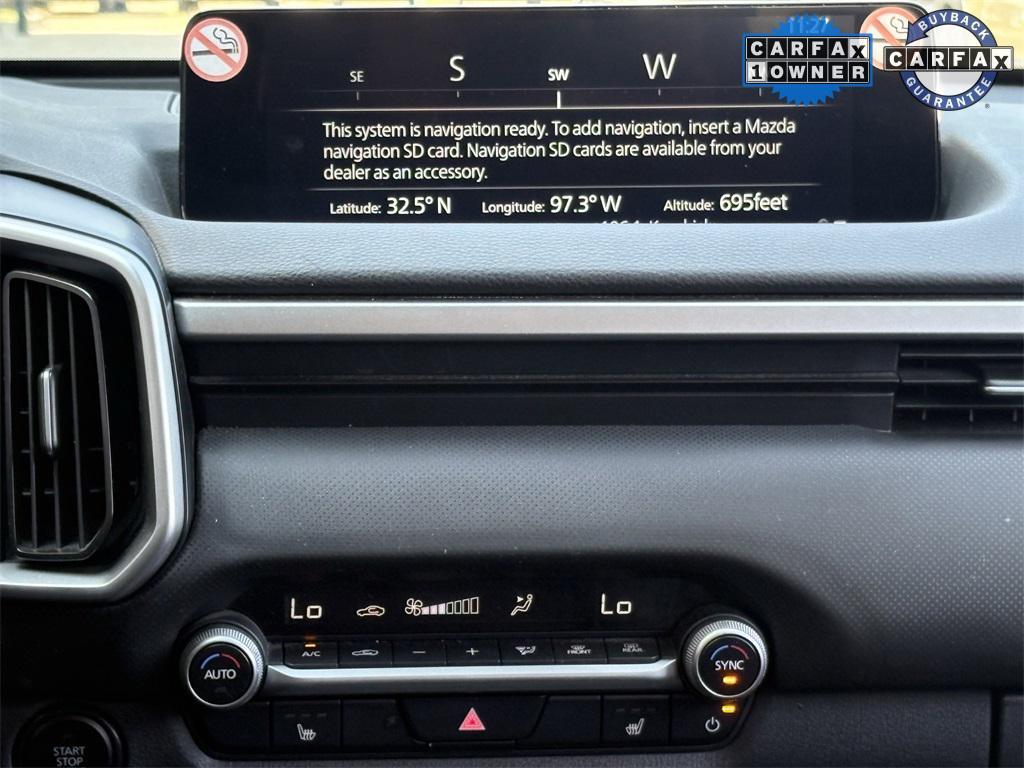 11:27
SE S SW W
This system is navigation ready. To add navigation, insert a Mazda
navigation SD card. Navigation SD cards are available from your
dealer as an accessory.
Latitude: 32.5° N Longitude: 97.3° W Altitude: 695feet
CARFAX
1 OWNER
BUYBACK
CARFAX
GUARANTEE
Lo Lo
A/C − + FRONT REAR
AUTO
SYNC
START
STOP